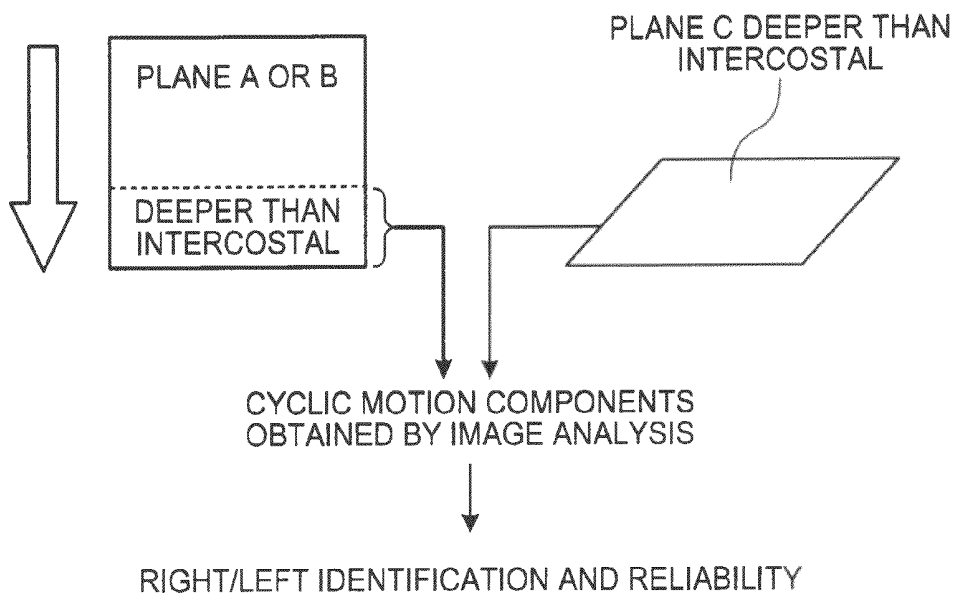 PLANE A OR B
DEEPER THAN
INTERCOSTAL
PLANE C DEEPER THAN
INTERCOSTAL
CYCLIC MOTION COMPONENTS
OBTAINED BY IMAGE ANALYSIS
RIGHT/LEFT IDENTIFICATION AND RELIABILITY